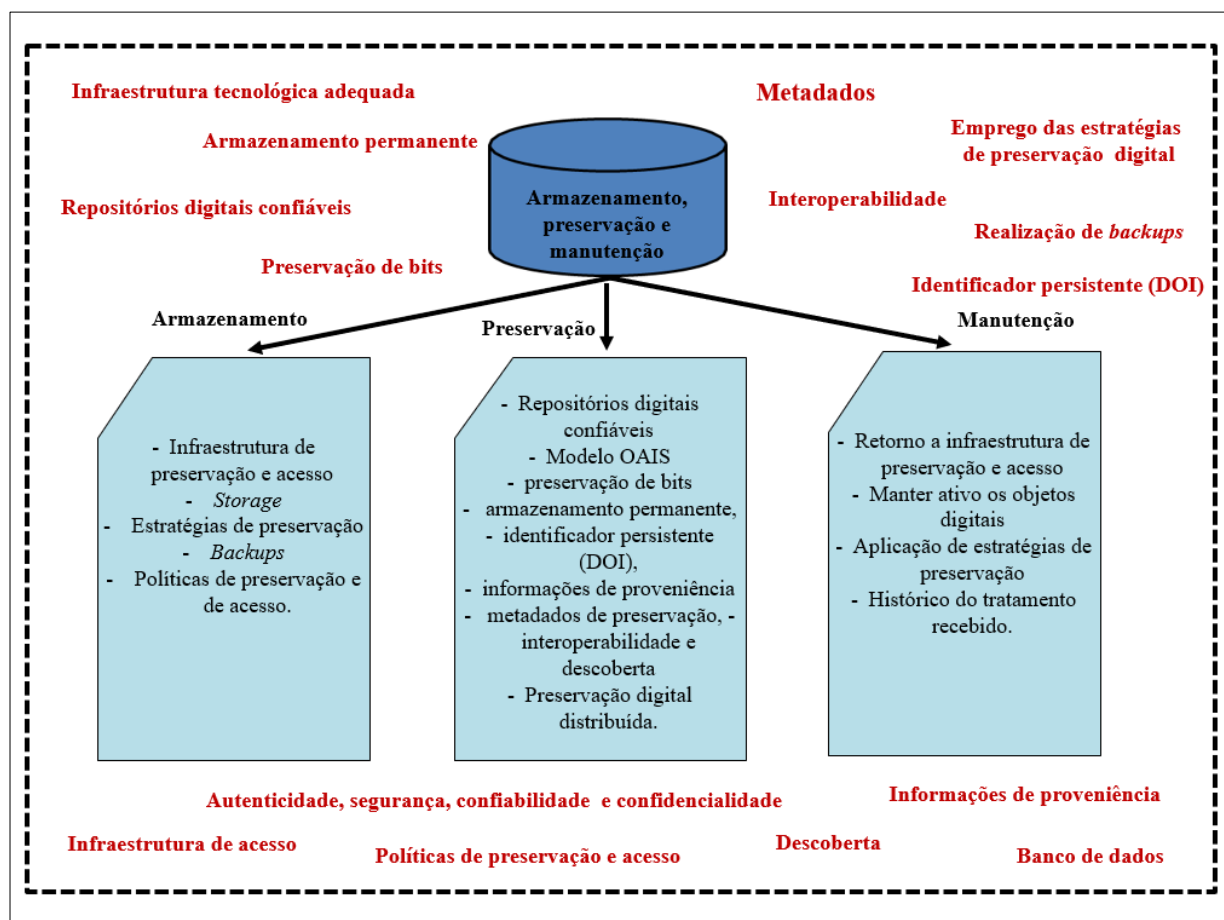 Infraestrutura tecnológica adequada
Metadados
Armazenamento permanente
Emprego das estratégias
de preservação digital
Repositórios digitais confiáveis
Armazenamento,
preservação e
manutenção
Interoperabilidade
Realização de backups
Preservação de bits
Identificador persistente (DOI)
Armazenamento
Preservação
Manutenção
- Infraestrutura de
preservação e acesso
- Storage
- Estratégias de preservação
- Backups
- Políticas de preservação e
de acesso.
- Repositórios digitais
confiáveis
- Modelo OAIS
- preservação de bits
- armazenamento permanente,
- identificador persistente
(DOI),
- informações de proveniência
- metadados de preservação, -
interoperabilidade e
descoberta
- Preservação digital
distribuída.
- Retorno a infraestrutura de
preservação e acesso
- Manter ativo os objetos
digitais
- Aplicação de estratégias de
preservação
- Histórico do tratamento
recebido.
Autenticidade, segurança, confiabilidade e confidencialidade
Informações de proveniência
Infraestrutura de acesso
Políticas de preservação e acesso
Descoberta
Banco de dados